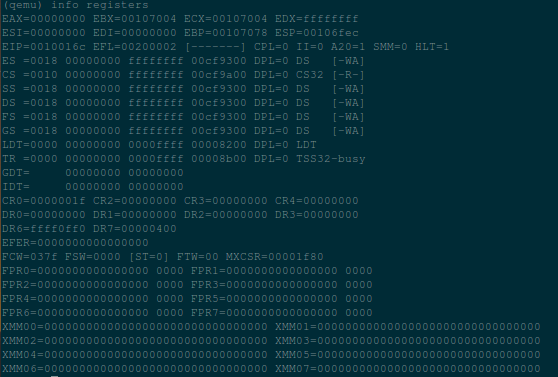 (qemu) info registers
EAX=00000000 EBX=00107004 ECX=00107004 EDX=ffffffff
ESI=00000000 EDI=00000000 EBP=00107078 ESP=00106fec
EIP=0010016c EFL=00200002 [-------] CPL=0 II=0 A20=1 SMM=0 HLT=1
ES =0018 00000000 ffffffff 00cf9300 DPL=0 DS   [-WA]
CS =0010 00000000 ffffffff 00cf9a00 DPL=0 CS32 [-R-]
SS =0018 00000000 ffffffff 00cf9300 DPL=0 DS   [-WA]
DS =0018 00000000 ffffffff 00cf9300 DPL=0 DS   [-WA]
FS =0018 00000000 ffffffff 00cf9300 DPL=0 DS   [-WA]
GS =0018 00000000 ffffffff 00cf9300 DPL=0 DS   [-WA]
LDT=0000 00000000 0000ffff 00008200 DPL=0 LDT
TR =0000 00000000 0000ffff 00008b00 DPL=0 TSS32-busy
GDT=     00000000 00000000
IDT=     00000000 00000000
CR0=0000001f CR2=00000000 CR3=00000000 CR4=00000000
DR0=00000000 DR1=00000000 DR2=00000000 DR3=00000000
DR6=ffff0ff0 DR7=00000400
EFER=0000000000000000
FCW=037f FSW=0000 [ST=0] FTW=00 MXCSR=00001f80
FPR0=0000000000000000 0000 FPR1=0000000000000000 0000
FPR2=0000000000000000 0000 FPR3=0000000000000000 0000
FPR4=0000000000000000 0000 FPR5=0000000000000000 0000
FPR6=0000000000000000 0000 FPR7=0000000000000000 0000
XMM00=00000000000000000000000000000000 XMM01=00000000000000000000000000000000
XMM02=00000000000000000000000000000000 XMM03=00000000000000000000000000000000
XMM04=00000000000000000000000000000000 XMM05=00000000000000000000000000000000
XMM06=00000000000000000000000000000000 XMM07=00000000000000000000000000000000